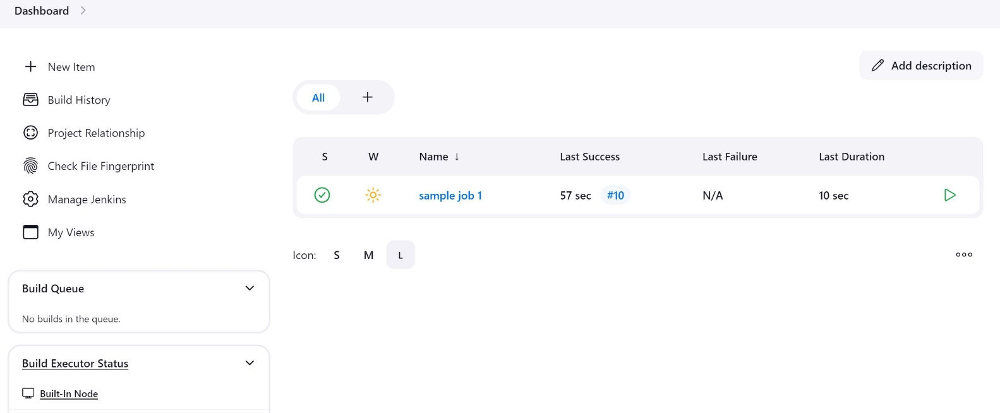 Dashboard
New Item
Build History
Project Relationship
Check File Fingerprint
Manage Jenkins
My Views
Build Queue
No builds in the queue.
Build Executor Status
Built-In Node
Add description
All
S W Name ↓ Last Success Last Failure Last Duration
sample job 1 57 sec #10 N/A 10 sec
Icon: S M L